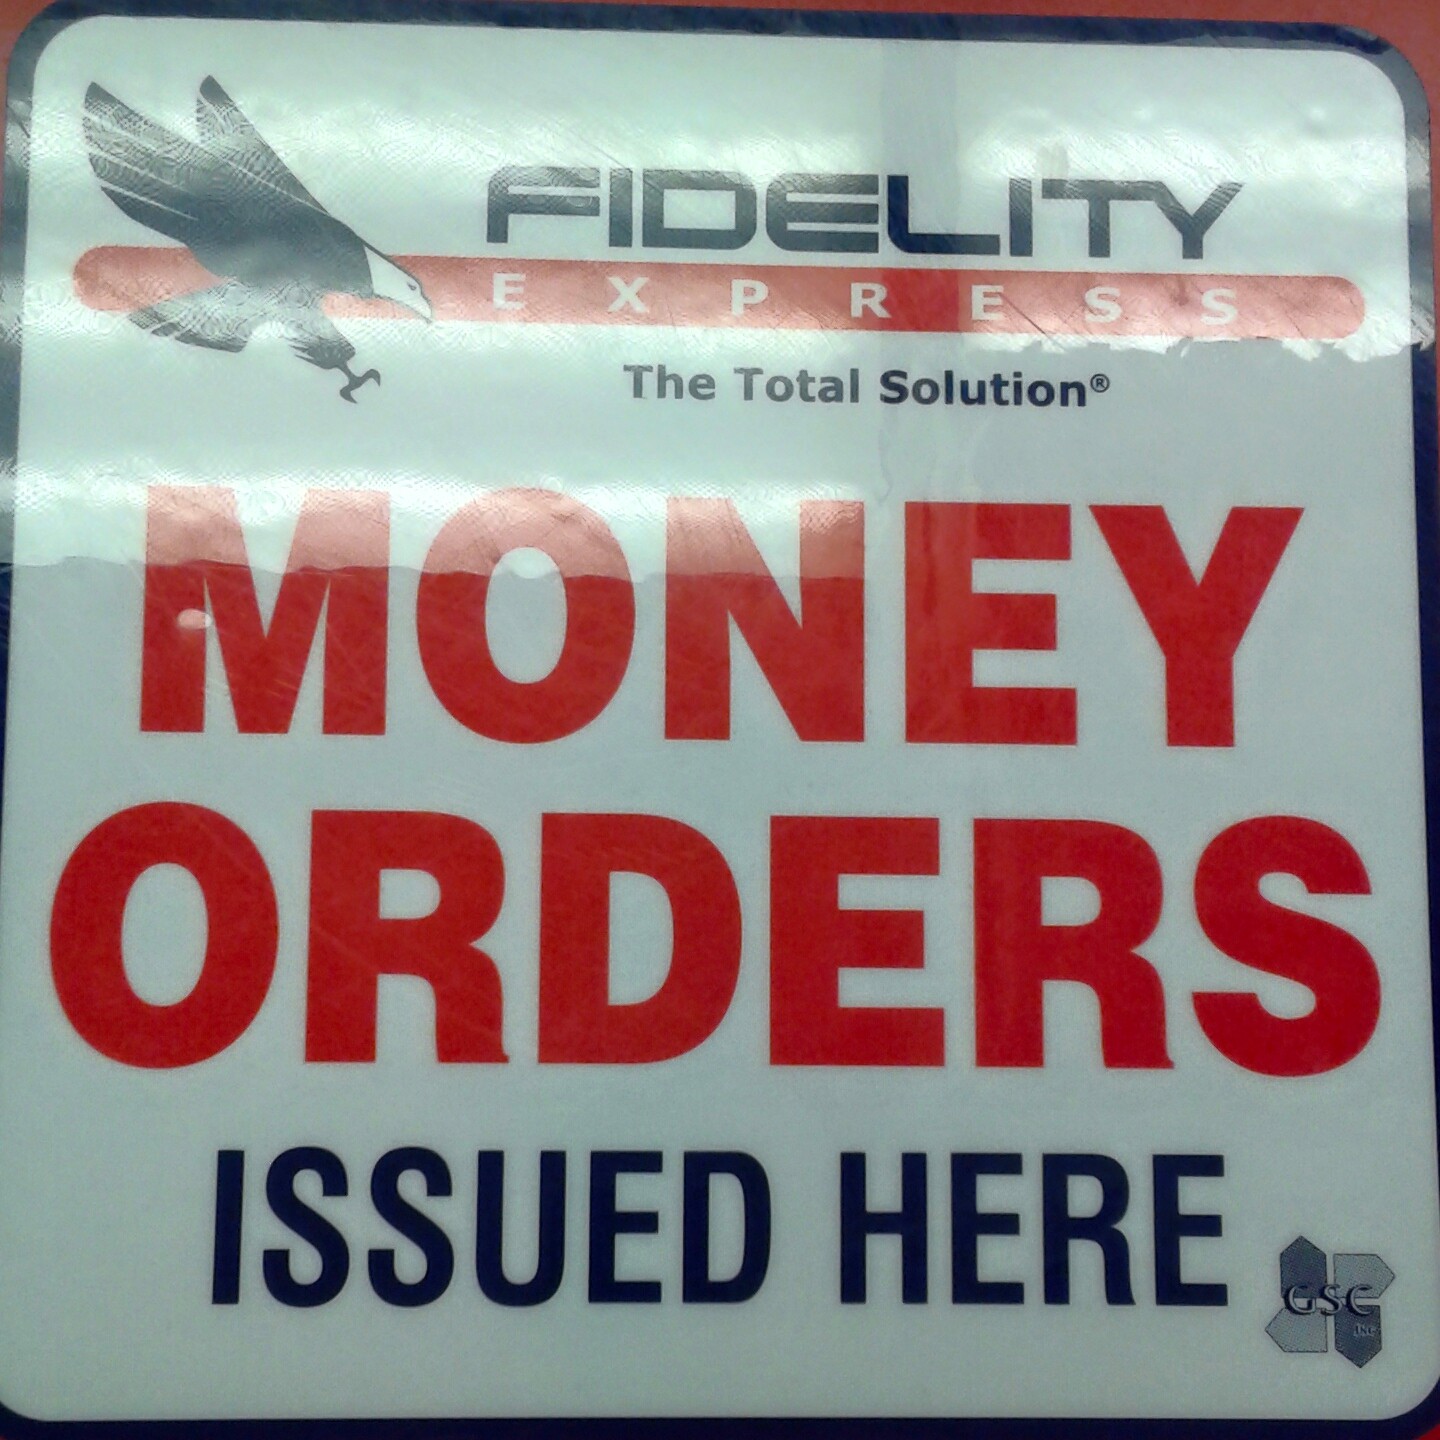 FIDELITY
EXPRESS
The Total Solution®
MONEY
ORDERS
ISSUED HERE
GSC
INC